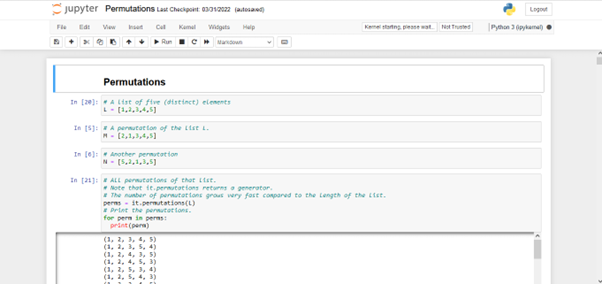 jupyter Permutations Last Checkpoint: 03/31/2022 (autosaved)
Logout
File Edit View Insert Cell Kernel Widgets Help
Kernel starting, please wait.. Not Trusted Python 3 (ipykernel)
Run Markdown
Permutations
In [20]: # A list of five (distinct) elements
L = [1,2,3,4,5]
In [5]: # A permutation of the list L.
M = [2,1,3,4,5]
In [6]: # Another permutation
N = [5,2,1,3,5]
In [21]: # All permutations of that list.
# Note that it.permutations returns a generator.
# The number of permutations grows very fast compared to the length of the list.
perms = it.permutations(L)
# Print the permutations.
for perm in perms:
print(perm)
(1, 2, 3, 4, 5)
(1, 2, 3, 5, 4)
(1, 2, 4, 3, 5)
(1, 2, 4, 5, 3)
(1, 2, 5, 3, 4)
(1, 2, 5, 4, 3)